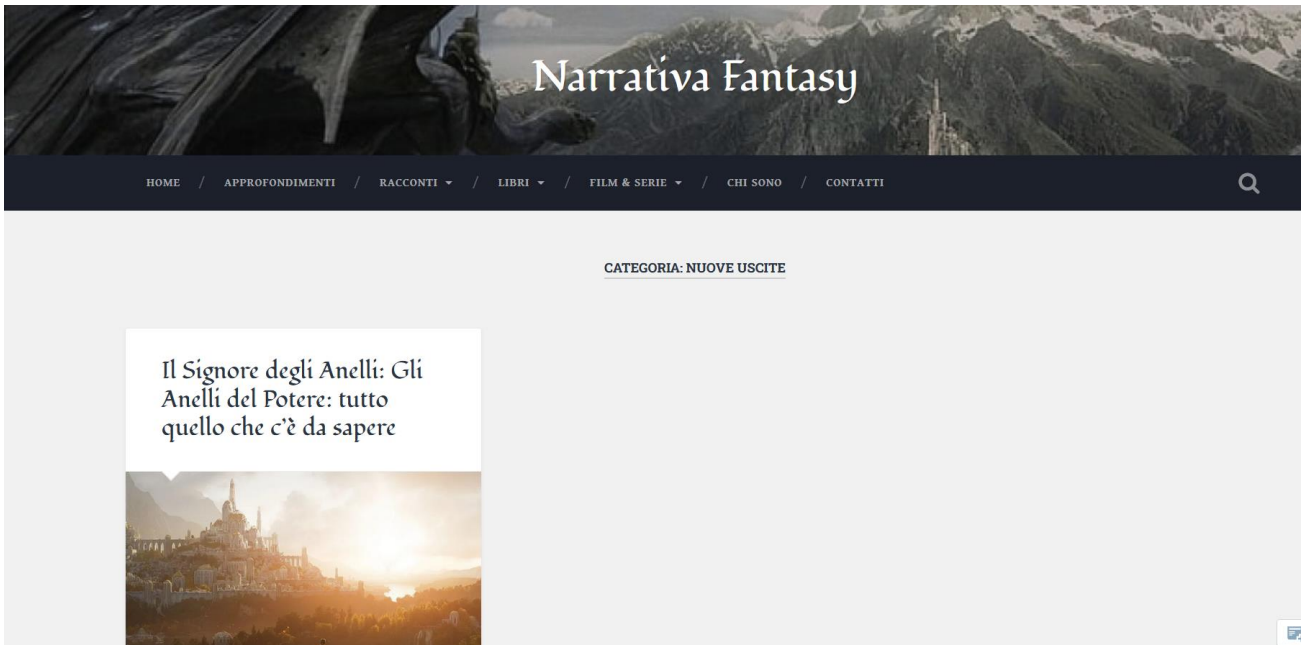 Narrativa Fantasy
HOME / APPROFONDIMENTI / RACCONTI / LIBRI / FILM & SERIE / CHI SONO / CONTATTI
CATEGORIA: NUOVE USCITE
Il Signore degli Anelli: Gli
Anelli del Potere: tutto
quello che c'è da sapere